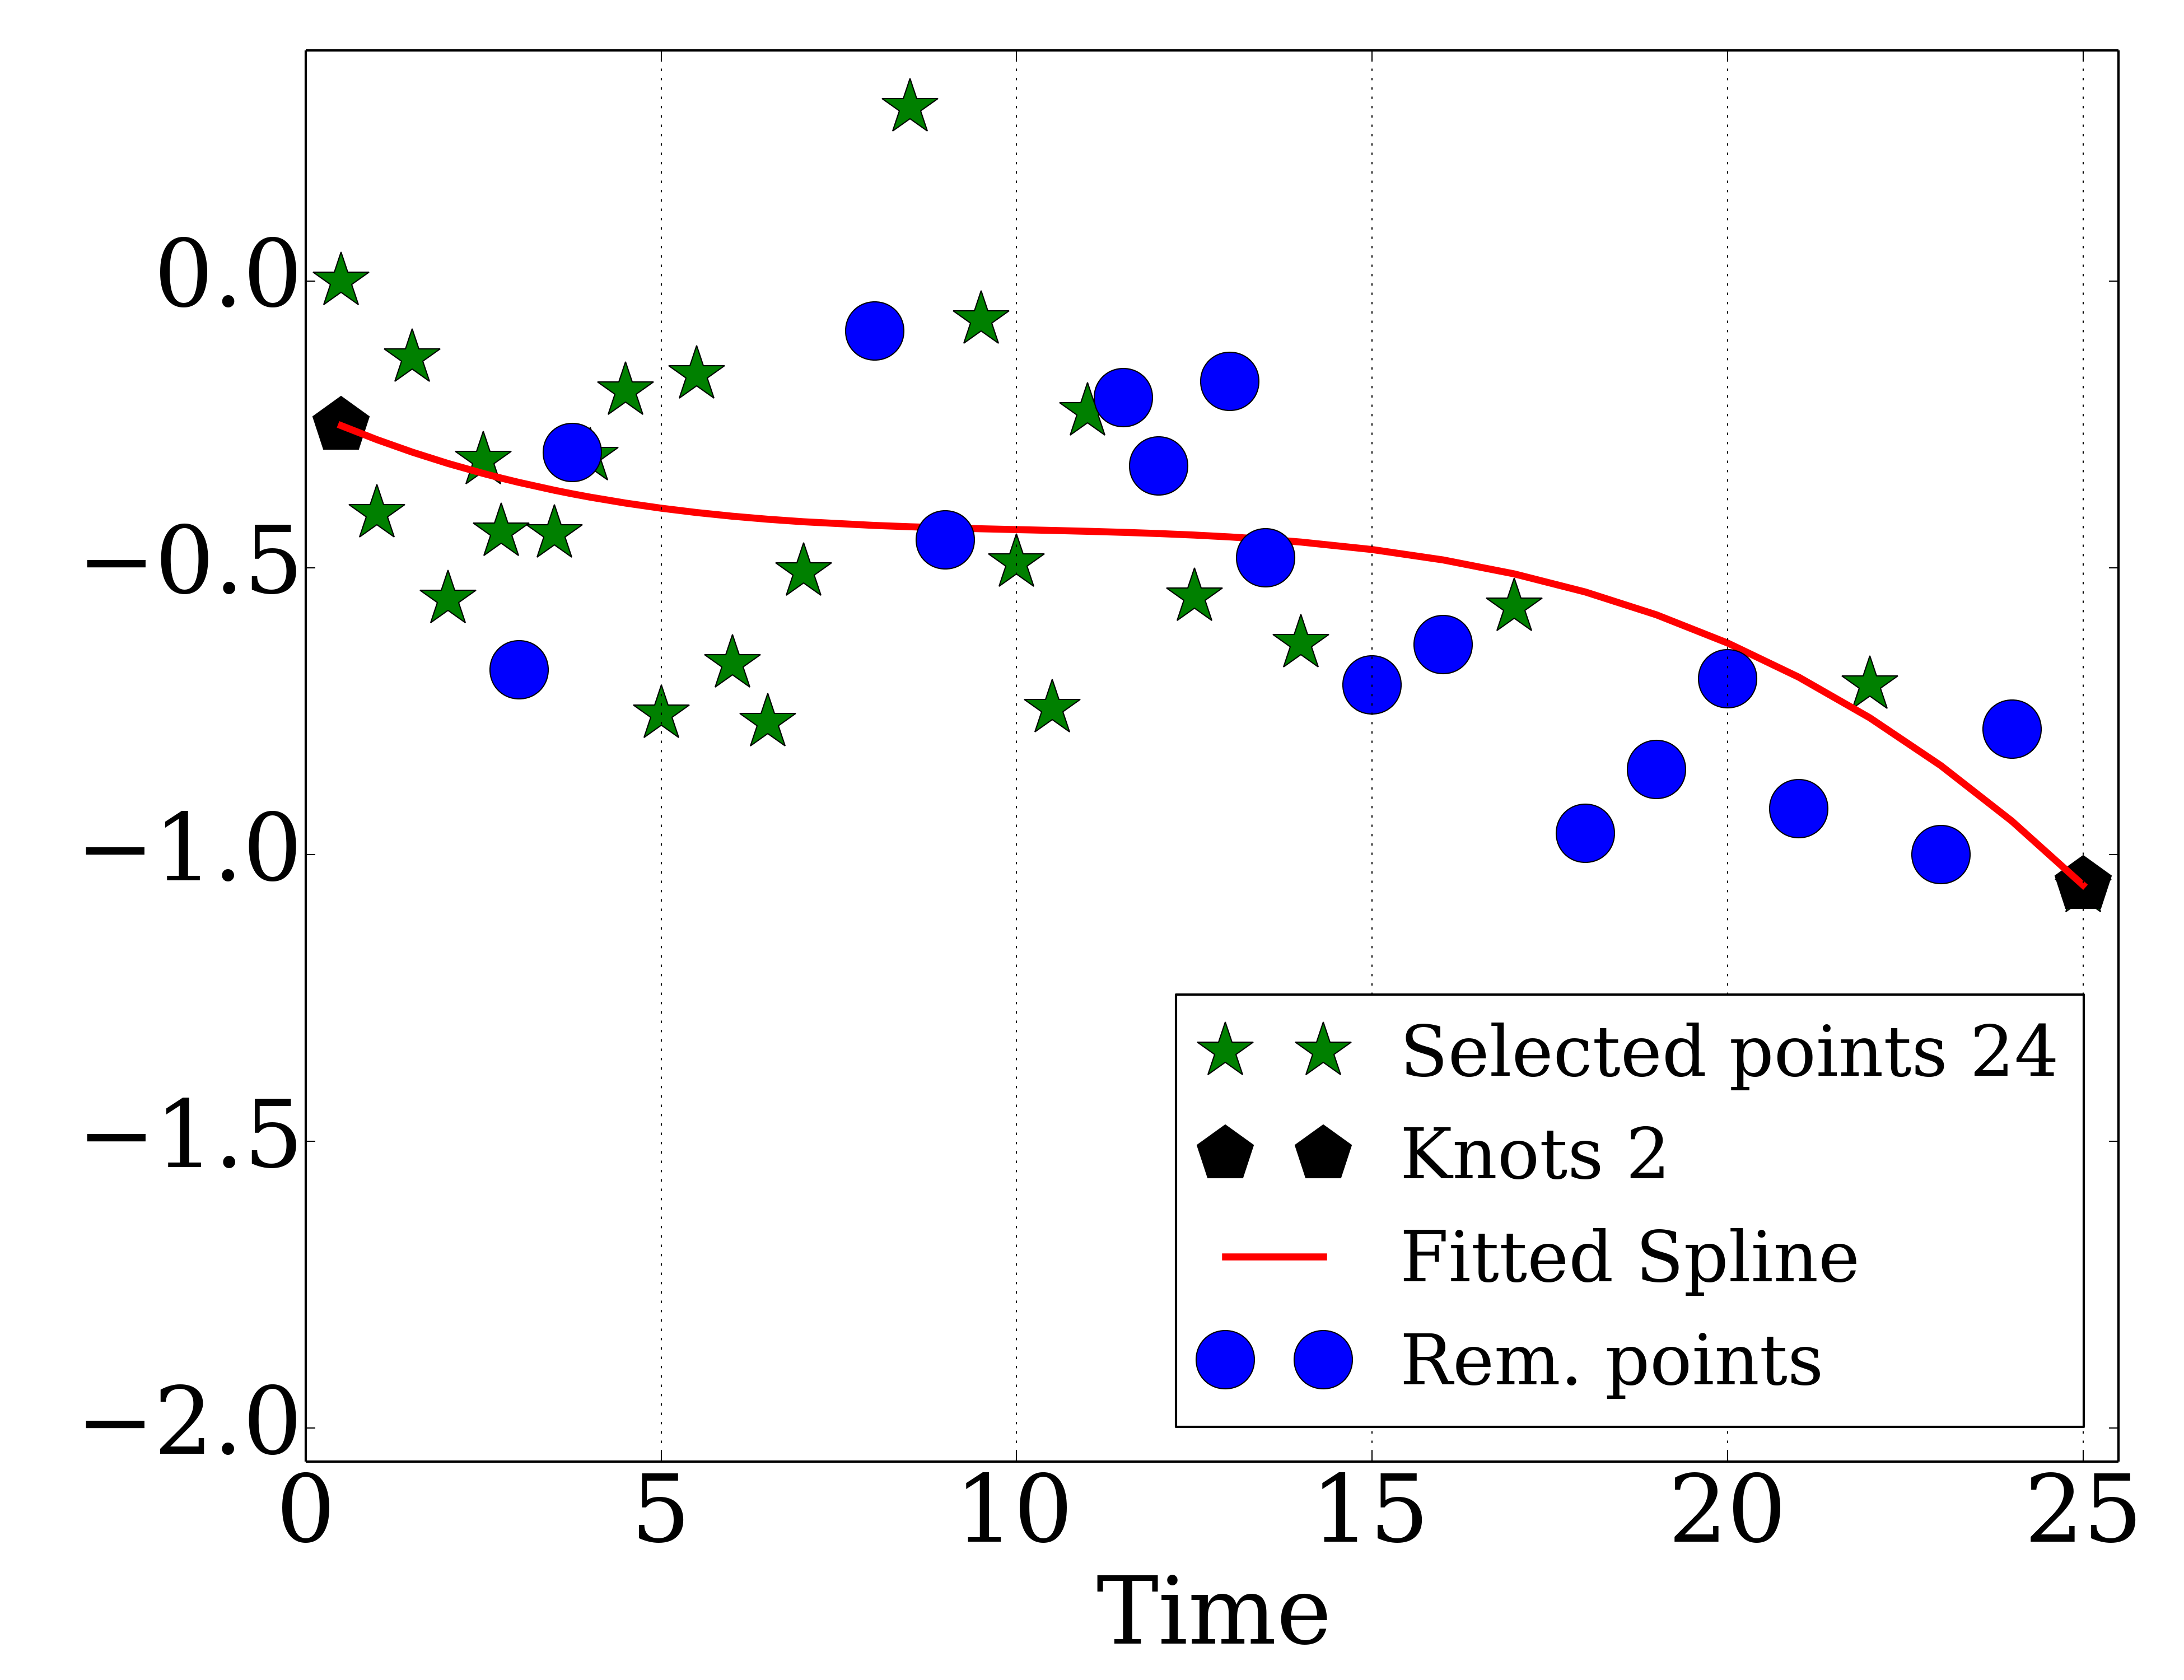 0.0
−0.5
−1.0
−1.5
−2.0
Selected points 24
Knots 2
Fitted Spline
Rem. points
0 5 10 15 20 25
Time